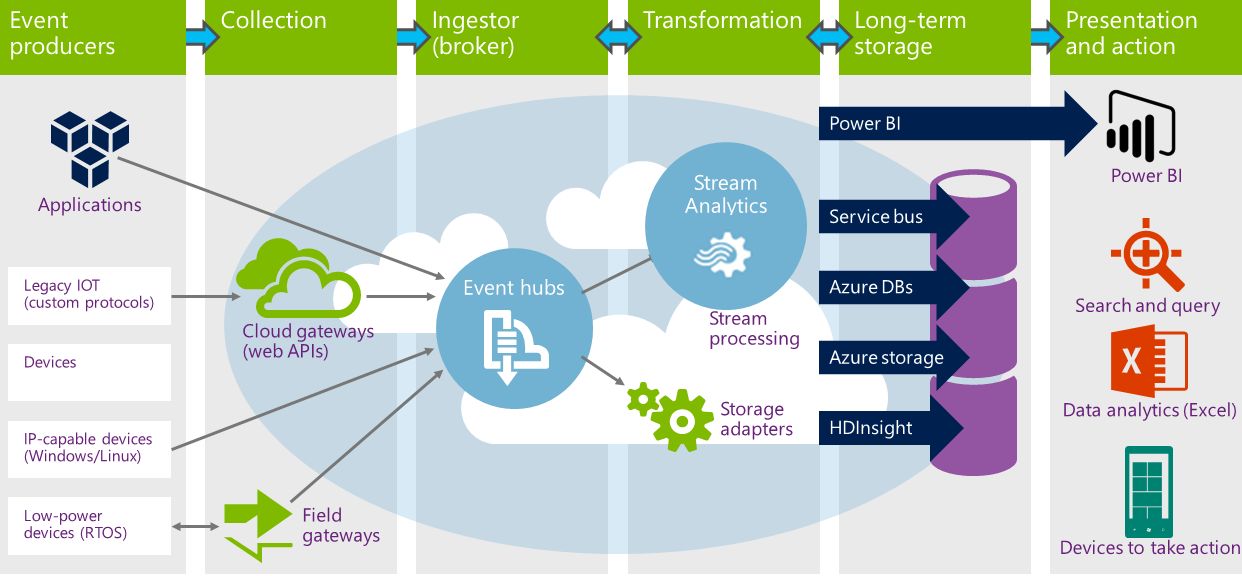 Event
producers
Collection
Ingestor
(broker)
Transformation
Long-term
storage
Presentation
and action
Applications
Legacy IOT
(custom protocols)
Devices
IP-capable devices
(Windows/Linux)
Low-power
devices (RTOS)
Cloud gateways
(web APIs)
Field
gateways
Event hubs
Stream
Analytics
Stream
processing
Storage
adapters
Power BI
Service bus
Azure DBs
Azure storage
HDInsight
Power BI
Search and query
X
Data analytics (Excel)
Devices to take action